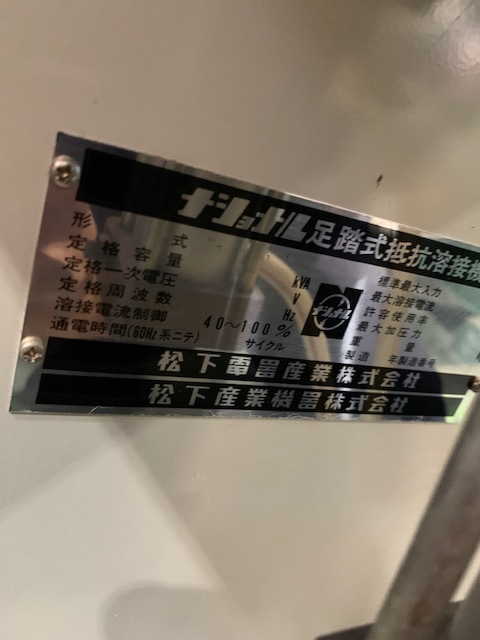 ナショナル足踏式抵抗溶接機
形 式
定格容量 KVA
定格一次電圧 V
定格周波数 Hz
溶接電流制御 40～100%
通電時間(60Hz系ニテ) サイクル
ナショナル
標準最大入力
最大溶接電流
許容使用率
最大加圧力
重 量
製造 年製造番号
松下電器産業株式会社
松下産業機器株式会社